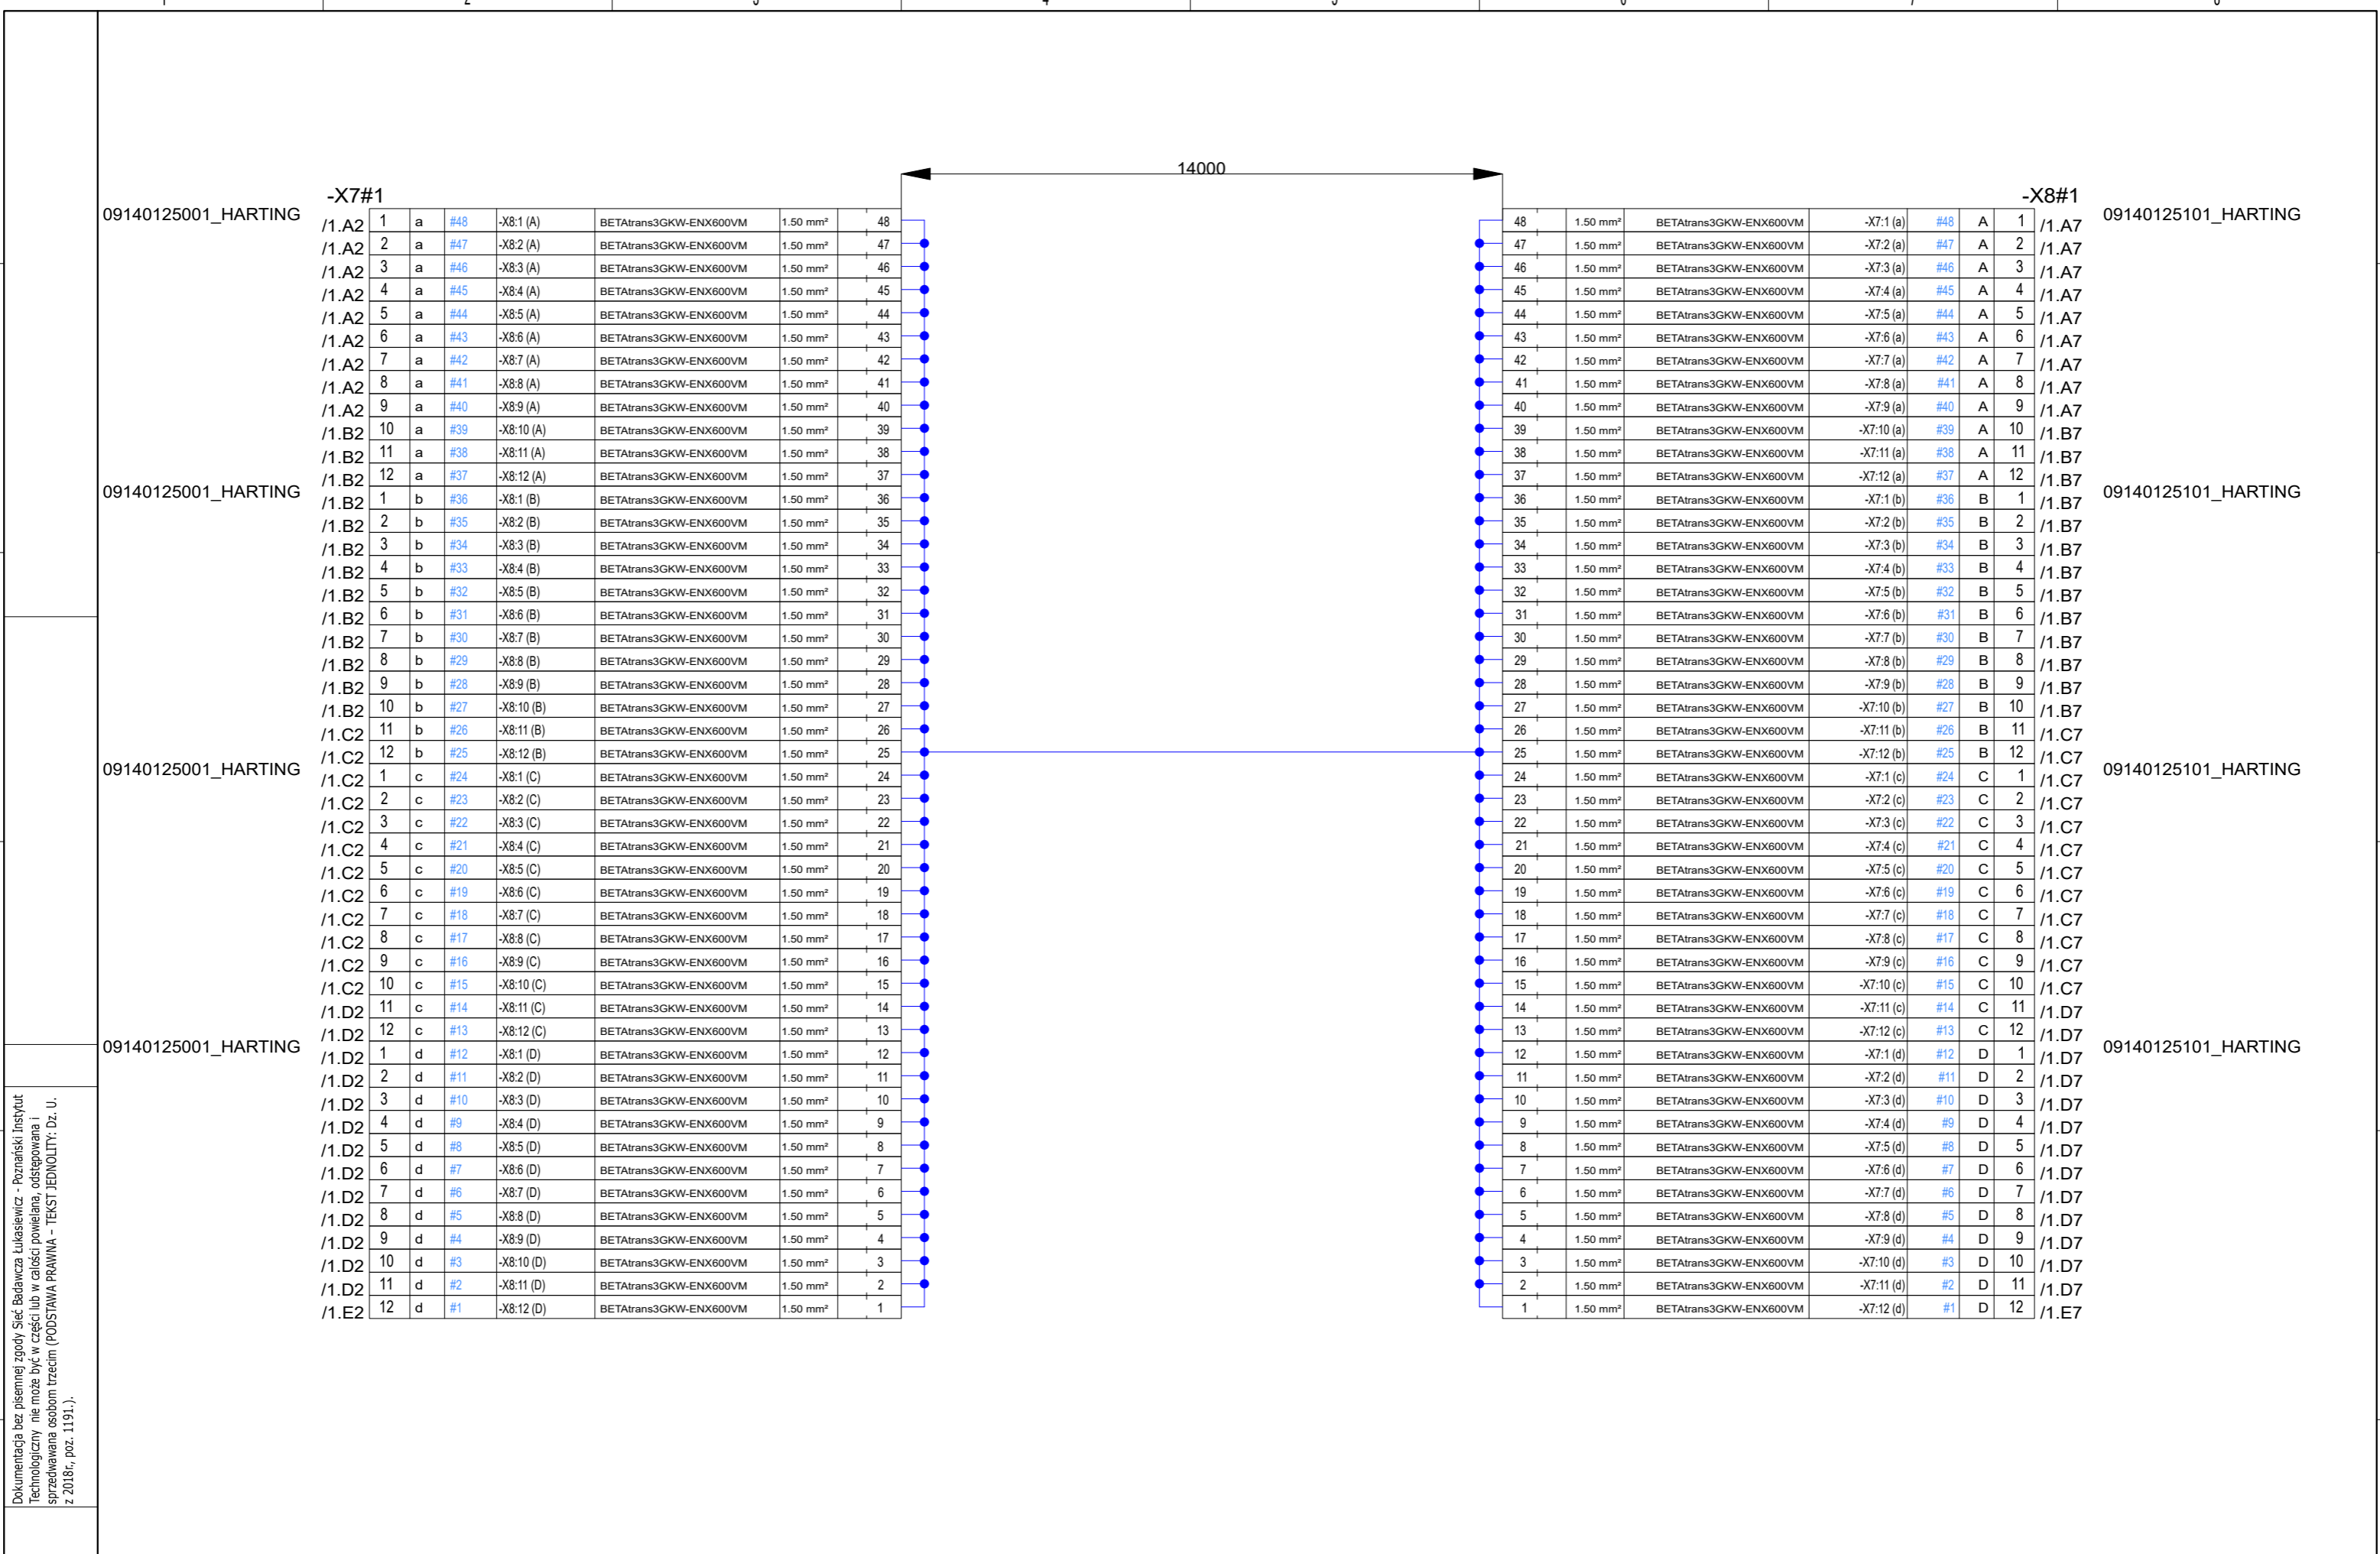 14000
-X7#1
-X8#1
09140125001_HARTING
09140125101_HARTING
/1.A2 1 a #48 -X8:1 (A) BETAtrans3GKW-ENX600VM 1.50 mm² 48 48 1.50 mm² BETAtrans3GKW-ENX600VM -X7:1 (a) #48 A 1 /1.A7
/1.A2 2 a #47 -X8:2 (A) BETAtrans3GKW-ENX600VM 1.50 mm² 47 47 1.50 mm² BETAtrans3GKW-ENX600VM -X7:2 (a) #47 A 2 /1.A7
/1.A2 3 a #46 -X8:3 (A) BETAtrans3GKW-ENX600VM 1.50 mm² 46 46 1.50 mm² BETAtrans3GKW-ENX600VM -X7:3 (a) #46 A 3 /1.A7
/1.A2 4 a #45 -X8:4 (A) BETAtrans3GKW-ENX600VM 1.50 mm² 45 45 1.50 mm² BETAtrans3GKW-ENX600VM -X7:4 (a) #45 A 4 /1.A7
/1.A2 5 a #44 -X8:5 (A) BETAtrans3GKW-ENX600VM 1.50 mm² 44 44 1.50 mm² BETAtrans3GKW-ENX600VM -X7:5 (a) #44 A 5 /1.A7
/1.A2 6 a #43 -X8:6 (A) BETAtrans3GKW-ENX600VM 1.50 mm² 43 43 1.50 mm² BETAtrans3GKW-ENX600VM -X7:6 (a) #43 A 6 /1.A7
/1.A2 7 a #42 -X8:7 (A) BETAtrans3GKW-ENX600VM 1.50 mm² 42 42 1.50 mm² BETAtrans3GKW-ENX600VM -X7:7 (a) #42 A 7 /1.A7
/1.A2 8 a #41 -X8:8 (A) BETAtrans3GKW-ENX600VM 1.50 mm² 41 41 1.50 mm² BETAtrans3GKW-ENX600VM -X7:8 (a) #41 A 8 /1.A7
/1.A2 9 a #40 -X8:9 (A) BETAtrans3GKW-ENX600VM 1.50 mm² 40 40 1.50 mm² BETAtrans3GKW-ENX600VM -X7:9 (a) #40 A 9 /1.A7
/1.B2 10 a #39 -X8:10 (A) BETAtrans3GKW-ENX600VM 1.50 mm² 39 39 1.50 mm² BETAtrans3GKW-ENX600VM -X7:10 (a) #39 A 10 /1.B7
/1.B2 11 a #38 -X8:11 (A) BETAtrans3GKW-ENX600VM 1.50 mm² 38 38 1.50 mm² BETAtrans3GKW-ENX600VM -X7:11 (a) #38 A 11 /1.B7
/1.B2 12 a #37 -X8:12 (A) BETAtrans3GKW-ENX600VM 1.50 mm² 37 37 1.50 mm² BETAtrans3GKW-ENX600VM -X7:12 (a) #37 A 12 /1.B7
09140125001_HARTING
09140125101_HARTING
/1.B2 1 b #36 -X8:1 (B) BETAtrans3GKW-ENX600VM 1.50 mm² 36 36 1.50 mm² BETAtrans3GKW-ENX600VM -X7:1 (b) #36 B 1 /1.B7
/1.B2 2 b #35 -X8:2 (B) BETAtrans3GKW-ENX600VM 1.50 mm² 35 35 1.50 mm² BETAtrans3GKW-ENX600VM -X7:2 (b) #35 B 2 /1.B7
/1.B2 3 b #34 -X8:3 (B) BETAtrans3GKW-ENX600VM 1.50 mm² 34 34 1.50 mm² BETAtrans3GKW-ENX600VM -X7:3 (b) #34 B 3 /1.B7
/1.B2 4 b #33 -X8:4 (B) BETAtrans3GKW-ENX600VM 1.50 mm² 33 33 1.50 mm² BETAtrans3GKW-ENX600VM -X7:4 (b) #33 B 4 /1.B7
/1.B2 5 b #32 -X8:5 (B) BETAtrans3GKW-ENX600VM 1.50 mm² 32 32 1.50 mm² BETAtrans3GKW-ENX600VM -X7:5 (b) #32 B 5 /1.B7
/1.B2 6 b #31 -X8:6 (B) BETAtrans3GKW-ENX600VM 1.50 mm² 31 31 1.50 mm² BETAtrans3GKW-ENX600VM -X7:6 (b) #31 B 6 /1.B7
/1.B2 7 b #30 -X8:7 (B) BETAtrans3GKW-ENX600VM 1.50 mm² 30 30 1.50 mm² BETAtrans3GKW-ENX600VM -X7:7 (b) #30 B 7 /1.B7
/1.B2 8 b #29 -X8:8 (B) BETAtrans3GKW-ENX600VM 1.50 mm² 29 29 1.50 mm² BETAtrans3GKW-ENX600VM -X7:8 (b) #29 B 8 /1.B7
/1.B2 9 b #28 -X8:9 (B) BETAtrans3GKW-ENX600VM 1.50 mm² 28 28 1.50 mm² BETAtrans3GKW-ENX600VM -X7:9 (b) #28 B 9 /1.B7
/1.B2 10 b #27 -X8:10 (B) BETAtrans3GKW-ENX600VM 1.50 mm² 27 27 1.50 mm² BETAtrans3GKW-ENX600VM -X7:10 (b) #27 B 10 /1.B7
/1.C2 11 b #26 -X8:11 (B) BETAtrans3GKW-ENX600VM 1.50 mm² 26 26 1.50 mm² BETAtrans3GKW-ENX600VM -X7:11 (b) #26 B 11 /1.C7
/1.C2 12 b #25 -X8:12 (B) BETAtrans3GKW-ENX600VM 1.50 mm² 25 25 1.50 mm² BETAtrans3GKW-ENX600VM -X7:12 (b) #25 B 12 /1.C7
09140125001_HARTING
09140125101_HARTING
/1.C2 1 c #24 -X8:1 (C) BETAtrans3GKW-ENX600VM 1.50 mm² 24 24 1.50 mm² BETAtrans3GKW-ENX600VM -X7:1 (c) #24 C 1 /1.C7
/1.C2 2 c #23 -X8:2 (C) BETAtrans3GKW-ENX600VM 1.50 mm² 23 23 1.50 mm² BETAtrans3GKW-ENX600VM -X7:2 (c) #23 C 2 /1.C7
/1.C2 3 c #22 -X8:3 (C) BETAtrans3GKW-ENX600VM 1.50 mm² 22 22 1.50 mm² BETAtrans3GKW-ENX600VM -X7:3 (c) #22 C 3 /1.C7
/1.C2 4 c #21 -X8:4 (C) BETAtrans3GKW-ENX600VM 1.50 mm² 21 21 1.50 mm² BETAtrans3GKW-ENX600VM -X7:4 (c) #21 C 4 /1.C7
/1.C2 5 c #20 -X8:5 (C) BETAtrans3GKW-ENX600VM 1.50 mm² 20 20 1.50 mm² BETAtrans3GKW-ENX600VM -X7:5 (c) #20 C 5 /1.C7
/1.C2 6 c #19 -X8:6 (C) BETAtrans3GKW-ENX600VM 1.50 mm² 19 19 1.50 mm² BETAtrans3GKW-ENX600VM -X7:6 (c) #19 C 6 /1.C7
/1.C2 7 c #18 -X8:7 (C) BETAtrans3GKW-ENX600VM 1.50 mm² 18 18 1.50 mm² BETAtrans3GKW-ENX600VM -X7:7 (c) #18 C 7 /1.C7
/1.C2 8 c #17 -X8:8 (C) BETAtrans3GKW-ENX600VM 1.50 mm² 17 17 1.50 mm² BETAtrans3GKW-ENX600VM -X7:8 (c) #17 C 8 /1.C7
/1.C2 9 c #16 -X8:9 (C) BETAtrans3GKW-ENX600VM 1.50 mm² 16 16 1.50 mm² BETAtrans3GKW-ENX600VM -X7:9 (c) #16 C 9 /1.C7
/1.C2 10 c #15 -X8:10 (C) BETAtrans3GKW-ENX600VM 1.50 mm² 15 15 1.50 mm² BETAtrans3GKW-ENX600VM -X7:10 (c) #15 C 10 /1.C7
/1.D2 11 c #14 -X8:11 (C) BETAtrans3GKW-ENX600VM 1.50 mm² 14 14 1.50 mm² BETAtrans3GKW-ENX600VM -X7:11 (c) #14 C 11 /1.D7
/1.D2 12 c #13 -X8:12 (C) BETAtrans3GKW-ENX600VM 1.50 mm² 13 13 1.50 mm² BETAtrans3GKW-ENX600VM -X7:12 (c) #13 C 12 /1.D7
09140125001_HARTING
09140125101_HARTING
/1.D2 1 d #12 -X8:1 (D) BETAtrans3GKW-ENX600VM 1.50 mm² 12 12 1.50 mm² BETAtrans3GKW-ENX600VM -X7:1 (d) #12 D 1 /1.D7
/1.D2 2 d #11 -X8:2 (D) BETAtrans3GKW-ENX600VM 1.50 mm² 11 11 1.50 mm² BETAtrans3GKW-ENX600VM -X7:2 (d) #11 D 2 /1.D7
/1.D2 3 d #10 -X8:3 (D) BETAtrans3GKW-ENX600VM 1.50 mm² 10 10 1.50 mm² BETAtrans3GKW-ENX600VM -X7:3 (d) #10 D 3 /1.D7
/1.D2 4 d #9 -X8:4 (D) BETAtrans3GKW-ENX600VM 1.50 mm² 9 9 1.50 mm² BETAtrans3GKW-ENX600VM -X7:4 (d) #9 D 4 /1.D7
/1.D2 5 d #8 -X8:5 (D) BETAtrans3GKW-ENX600VM 1.50 mm² 8 8 1.50 mm² BETAtrans3GKW-ENX600VM -X7:5 (d) #8 D 5 /1.D7
/1.D2 6 d #7 -X8:6 (D) BETAtrans3GKW-ENX600VM 1.50 mm² 7 7 1.50 mm² BETAtrans3GKW-ENX600VM -X7:6 (d) #7 D 6 /1.D7
/1.D2 7 d #6 -X8:7 (D) BETAtrans3GKW-ENX600VM 1.50 mm² 6 6 1.50 mm² BETAtrans3GKW-ENX600VM -X7:7 (d) #6 D 7 /1.D7
/1.D2 8 d #5 -X8:8 (D) BETAtrans3GKW-ENX600VM 1.50 mm² 5 5 1.50 mm² BETAtrans3GKW-ENX600VM -X7:8 (d) #5 D 8 /1.D7
/1.D2 9 d #4 -X8:9 (D) BETAtrans3GKW-ENX600VM 1.50 mm² 4 4 1.50 mm² BETAtrans3GKW-ENX600VM -X7:9 (d) #4 D 9 /1.D7
/1.D2 10 d #3 -X8:10 (D) BETAtrans3GKW-ENX600VM 1.50 mm² 3 3 1.50 mm² BETAtrans3GKW-ENX600VM -X7:10 (d) #3 D 10 /1.D7
/1.D2 11 d #2 -X8:11 (D) BETAtrans3GKW-ENX600VM 1.50 mm² 2 2 1.50 mm² BETAtrans3GKW-ENX600VM -X7:11 (d) #2 D 11 /1.D7
/1.E2 12 d #1 -X8:12 (D) BETAtrans3GKW-ENX600VM 1.50 mm² 1 1 1.50 mm² BETAtrans3GKW-ENX600VM -X7:12 (d) #1 D 12 /1.E7
Dokumentacja bez pisemnej zgody Sieć Badawcza Łukasiewicz - Poznański Instytut
Technologiczny nie może być w części lub w całości powielana, odstępowana i
sprzedwawana osobom trzecim (PODSTAWA PRAWNA – TEKST JEDNOLITY: Dz. U.
z 2018r., poz. 1191.).